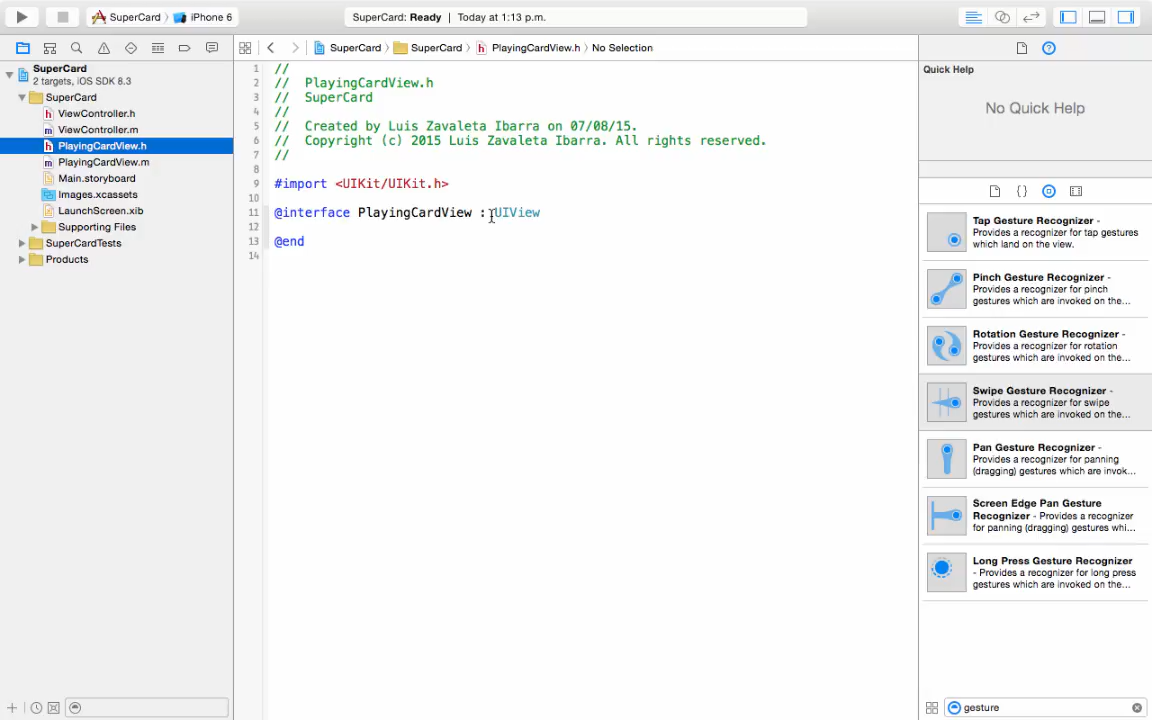 SuperCard
iPhone 6
SuperCard: Ready | Today at 1:13 p.m.
SuperCard
SuperCard
PlayingCardView.h
No Selection
SuperCard
2 targets, iOS SDK 8.3
SuperCard
ViewController.h
ViewController.m
PlayingCardView.h
PlayingCardView.m
Main.storyboard
Images.xcassets
LaunchScreen.xib
Supporting Files
SuperCardTests
Products
1 //
2 // PlayingCardView.h
3 // SuperCard
4 //
5 // Created by Luis Zavaleta Ibarra on 07/08/15.
6 // Copyright (c) 2015 Luis Zavaleta Ibarra. All rights reserved.
7 //
8
9 #import <UIKit/UIKit.h>
10
11 @interface PlayingCardView : UIView
12
13 @end
14
Quick Help
No Quick Help
Tap Gesture Recognizer -
Provides a recognizer for tap gestures
which land on the view.
Pinch Gesture Recognizer -
Provides a recognizer for pinch
gestures which are invoked on the...
Rotation Gesture Recognizer -
Provides a recognizer for rotation
gestures which are invoked on the...
Swipe Gesture Recognizer -
Provides a recognizer for swipe
gestures which are invoked on the...
Pan Gesture Recognizer -
Provides a recognizer for panning
(dragging) gestures which are invok...
Screen Edge Pan Gesture
Recognizer - Provides a recognizer
for panning (dragging) gestures whi...
Long Press Gesture Recognizer
- Provides a recognizer for long press
gestures which are invoked on the...
gesture